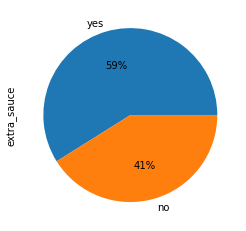 yes
59%
extra_sauce
41%
no